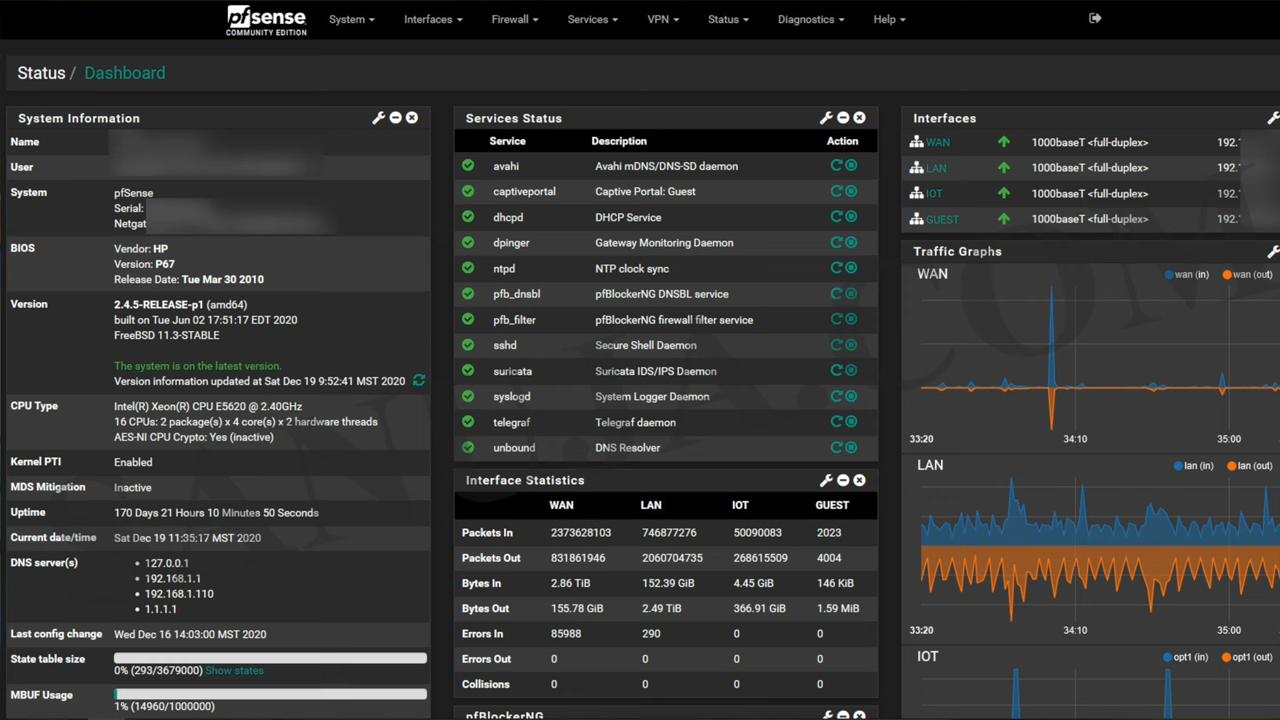 pfsense
COMMUNITY EDITION
System Interfaces Firewall Services VPN Status Diagnostics Help
Status / Dashboard
System Information
Name
User
System pfSense
Serial:
Netgat
BIOS Vendor: HP
Version: P67
Release Date: Tue Mar 30 2010
Version 2.4.5-RELEASE-p1 (amd64)
built on Tue Jun 02 17:51:17 EDT 2020
FreeBSD 11.3-STABLE
The system is on the latest version.
Version information updated at Sat Dec 19 9:52:41 MST 2020
CPU Type Intel(R) Xeon(R) CPU E5620 @ 2.40GHz
16 CPUs: 2 package(s) x 4 core(s) x 2 hardware threads
AES-NI CPU Crypto: Yes (inactive)
Kernel PTI Enabled
MDS Mitigation Inactive
Uptime 170 Days 21 Hours 10 Minutes 50 Seconds
Current date/time Sat Dec 19 11:35:17 MST 2020
DNS server(s) • 127.0.0.1
• 192.168.1.1
• 192.168.1.110
• 1.1.1.1
Last config change Wed Dec 16 14:03:00 MST 2020
State table size
0% (293/3679000) Show states
MBUF Usage
1% (14960/1000000)
Services Status
Service Description Action
avahi Avahi mDNS/DNS-SD daemon
captiveportal Captive Portal: Guest
dhcpd DHCP Service
dpinger Gateway Monitoring Daemon
ntpd NTP clock sync
pfb_dnsbl pfBlockerNG DNSBL service
pfb_filter pfBlockerNG firewall filter service
sshd Secure Shell Daemon
suricata Suricata IDS/IPS Daemon
syslogd System Logger Daemon
telegraf Telegraf daemon
unbound DNS Resolver
Interface Statistics
WAN LAN IOT GUEST
Packets In 2373628103 746877276 50090083 2023
Packets Out 831861946 2060704735 268615509 4004
Bytes In 2.86 TiB 152.39 GiB 4.45 GiB 146 KiB
Bytes Out 155.78 GiB 2.49 TiB 366.91 GiB 1.59 MiB
Errors In 85988 290 0 0
Errors Out 0 0 0 0
Collisions 0 0 0 0
pfBlockerNG
Interfaces
WAN 1000baseT <full-duplex> 192.
LAN 1000baseT <full-duplex> 192.
IOT 1000baseT <full-duplex> 192.
GUEST 1000baseT <full-duplex> 192.
Traffic Graphs
WAN
wan (in) wan (out)
33:20 34:10 35:00
LAN
lan (in) lan (out)
33:20 34:10 35:00
IOT
opt1 (in) opt1 (out)